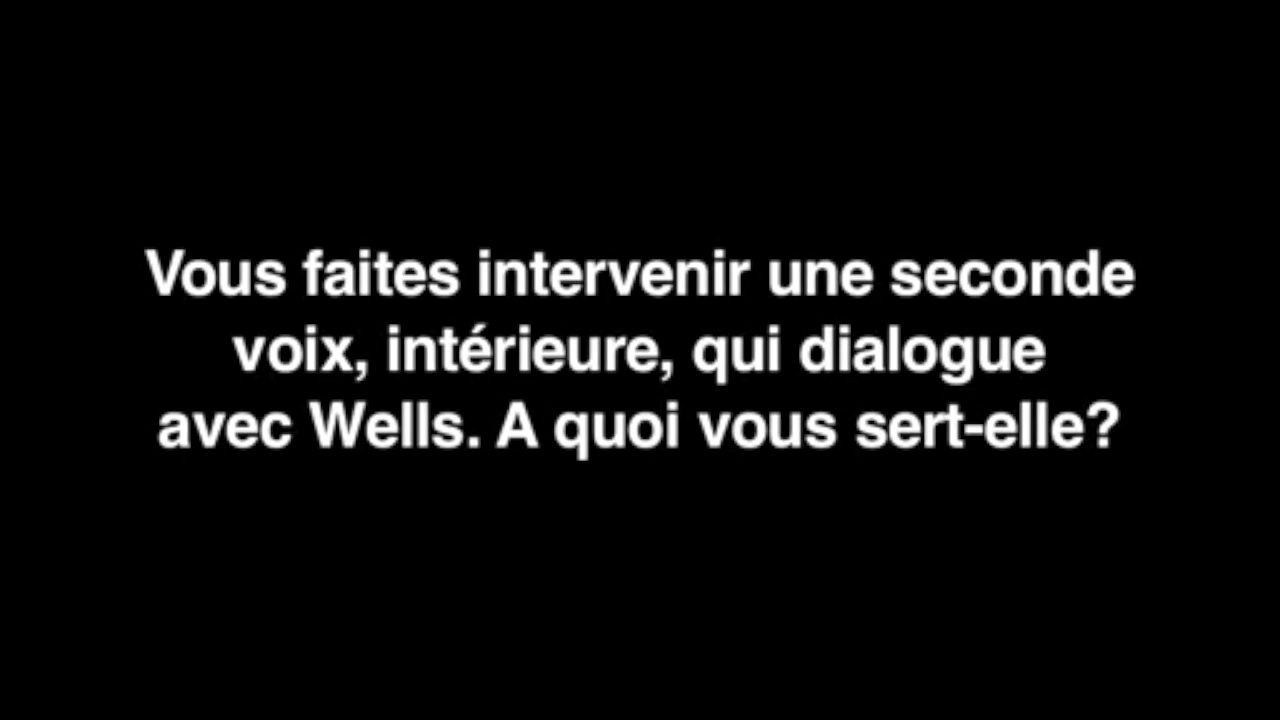 Vous faites intervenir une seconde
voix, intérieure, qui dialogue
avec Wells. A quoi vous sert-elle?